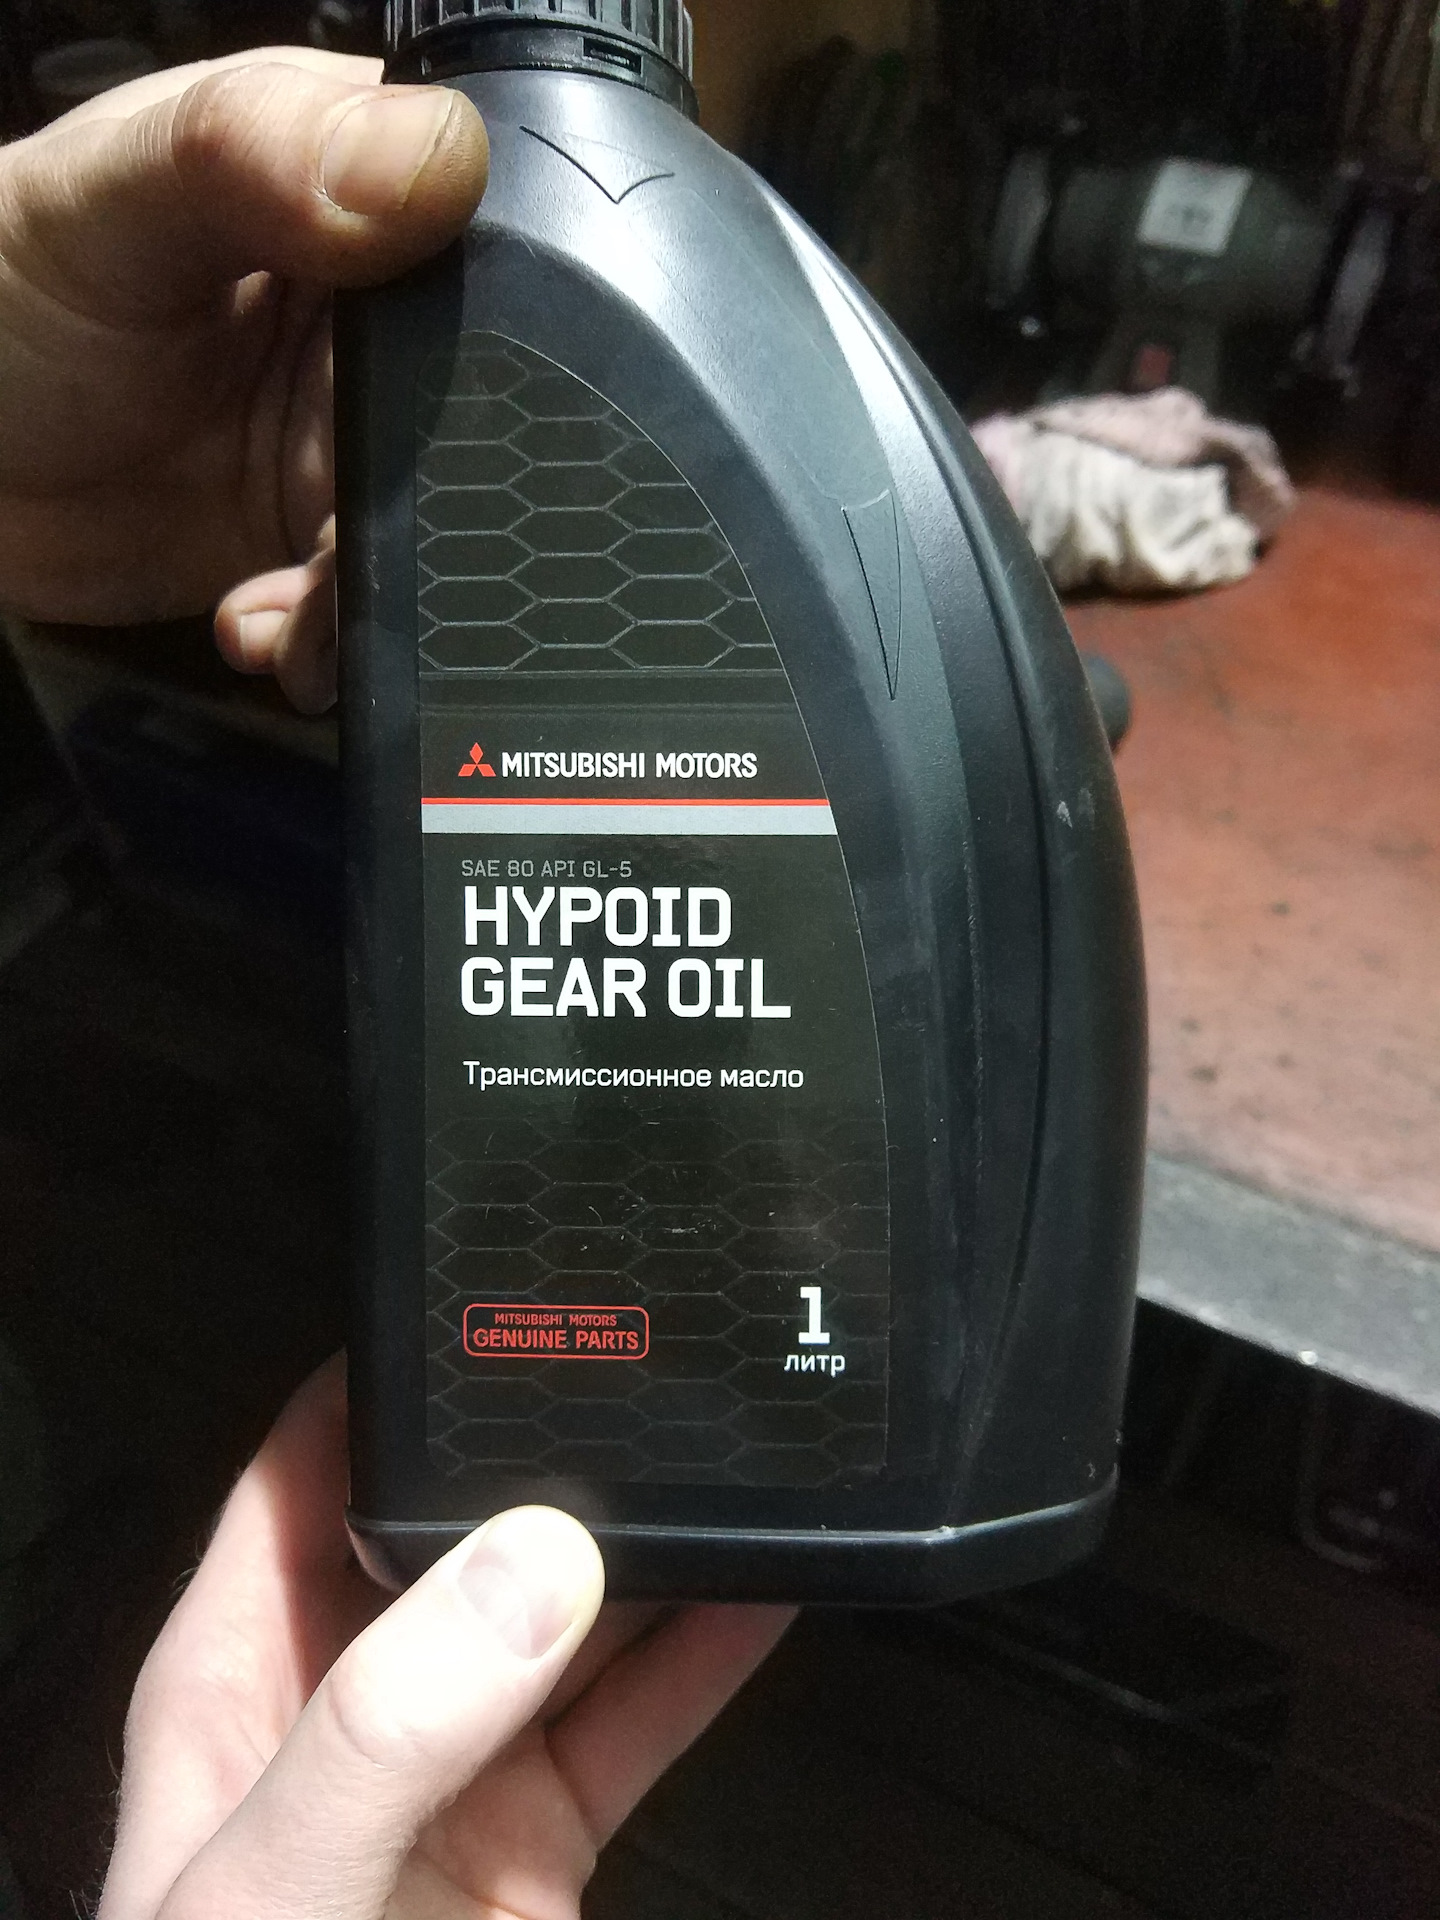 MITSUBISHI MOTORS
SAE 80 API GL-5
HYPOID
GEAR OIL
Трансмиссионное масло
MITSUBISHI MOTORS
GENUINE PARTS
1
литр